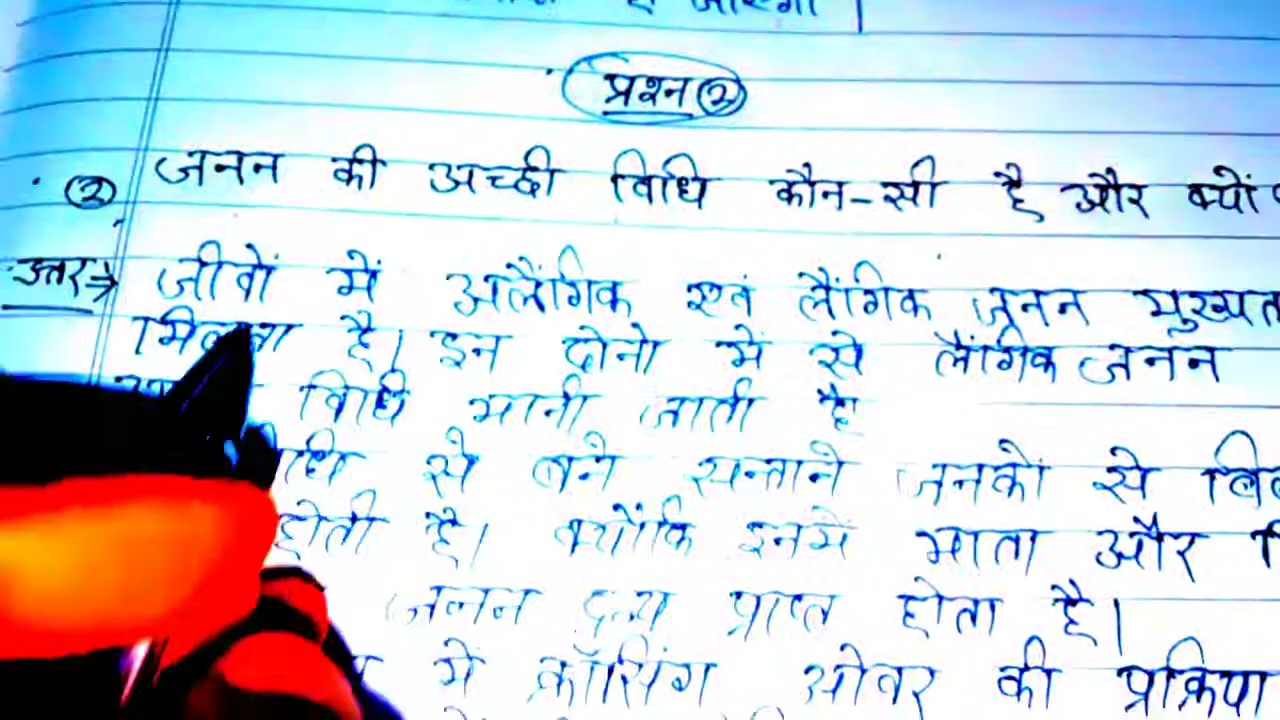 प्रश्न (2)
(2) जनन की अच्छी विधि कौन-सी है और क्यों
उत्तर→ जीवों में अलैंगिक एवं लैंगिक जनन
है। इन दोनो में से लैंगिक जनन
विधि मानी जाती है
से बने सन्ताने जनको से
होती है। क्योंकि इनमे माता और
जनन द्रव्य प्राप्त होता है।
में क्रॉसिंग ओवर की प्रक्रिया